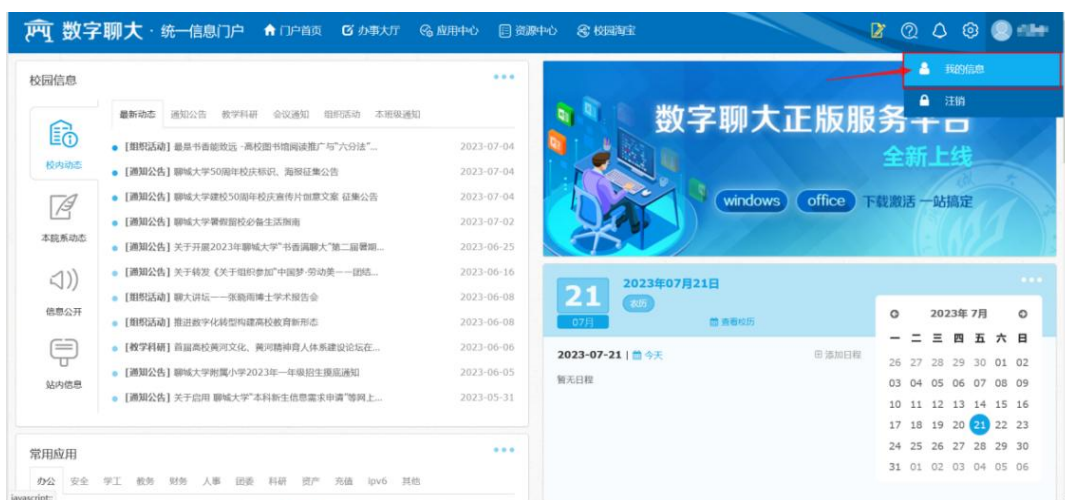 数字聊大·统一信息门户 门户首页 办事大厅 应用中心 资源中心 校园淘宝
我的信息
注销
校园信息
最新动态 通知公告 教学科研 会议通知 组织活动 本班级通知
校内动态
本院系动态
信息公开
站内信息
[组织活动] 最是书香能致远 -高校图书馆阅读推广与"六分法"... 2023-07-04
[通知公告] 聊城大学50周年校庆标识、海报征集公告 2023-07-04
[通知公告] 聊城大学建校50周年校庆宣传片创意文案 征集公告 2023-07-04
[通知公告] 聊城大学暑假留校必备生活指南 2023-07-02
[通知公告] 关于开展2023年聊城大学"书香满聊大"第二届暑期... 2023-06-25
[通知公告] 关于转发《关于组织参加"中国梦·劳动美——团结... 2023-06-16
[组织活动] 聊大讲坛——张晓雨博士学术报告会 2023-06-08
[组织活动] 推进数字化转型构建高校教育新形态 2023-06-08
[教学科研] 首届高校黄河文化、黄河精神育人体系建设论坛在... 2023-06-06
[通知公告] 聊城大学附属小学2023年一年级招生摸底通知 2023-06-05
[通知公告] 关于启用 聊城大学"本科新生信息需求申请"等网上... 2023-05-31
常用应用
办公 安全 学工 教务 财务 人事 团委 科研 资产 充值 ipv6 其他
javascript:;
数字聊大正版服务平台
全新上线
windows office 下载激活 一站搞定
21
07月
2023年07月21日
农历
查看校历
2023-07-21 | 今天 添加日程
暂无日程
2023年 7月
一 二 三 四 五 六 日
26 27 28 29 30 01 02
03 04 05 06 07 08 09
10 11 12 13 14 15 16
17 18 19 20 21 22 23
24 25 26 27 28 29 30
31 01 02 03 04 05 06